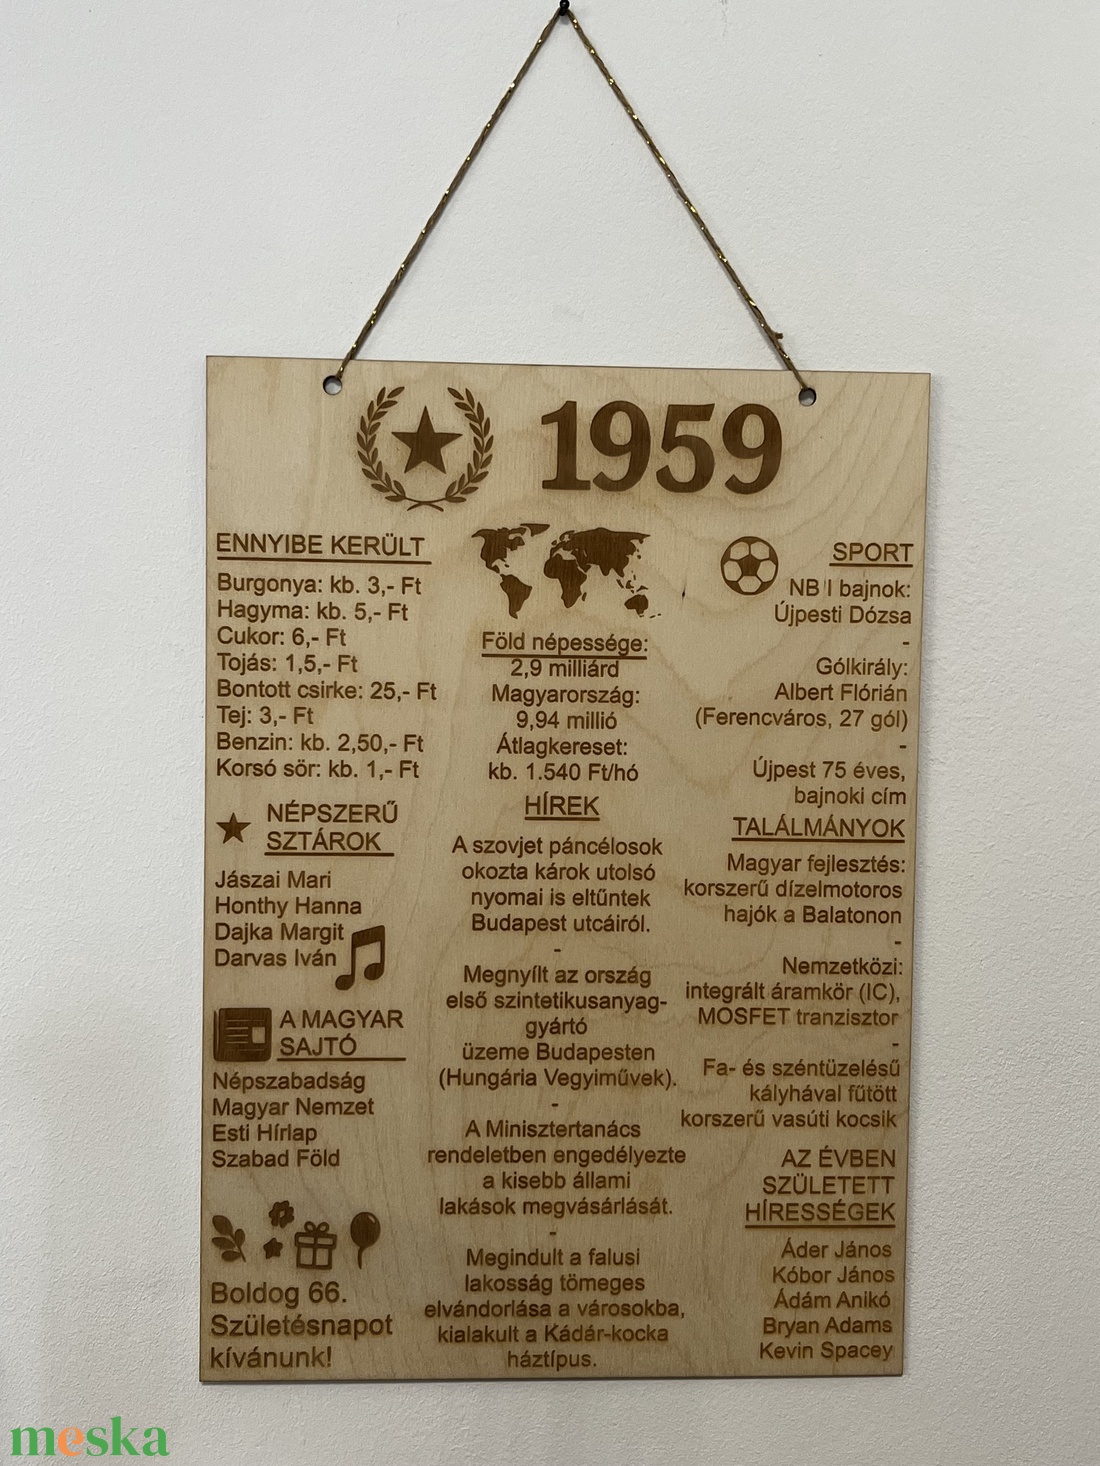 1959
ENNYIBE KERÜLT
Burgonya: kb. 3,- Ft
Hagyma: kb. 5,- Ft
Cukor: 6,- Ft
Tojás: 1,5,- Ft
Bontott csirke: 25,- Ft
Tej: 3,- Ft
Benzin: kb. 2,50,- Ft
Korsó sör: kb. 1,- Ft
NÉPSZERŰ
SZTÁROK
Jászai Mari
Honthy Hanna
Dajka Margit
Darvas Iván
A MAGYAR
SAJTÓ
Népszabadság
Magyar Nemzet
Esti Hírlap
Szabad Föld
Boldog 66.
Születésnapot
kívánunk!
Föld népessége:
2,9 milliárd
Magyarország:
9,94 millió
Átlagkereset:
kb. 1.540 Ft/hó
HÍREK
A szovjet páncélosok
okozta károk utolsó
nyomai is eltűntek
Budapest utcáiról.
-
Megnyílt az ország
első szintetikusanyag-
gyártó
üzeme Budapesten
(Hungária Vegyiművek).
-
A Minisztertanács
rendeletben engedélyezte
a kisebb állami
lakások megvásárlását.
-
Megindult a falusi
lakosság tömeges
elvándorlása a városokba,
kialakult a Kádár-kocka
háztípus.
SPORT
NB I bajnok:
Újpesti Dózsa
-
Gólkirály:
Albert Flórián
(Ferencváros, 27 gól)
-
Újpest 75 éves,
bajnoki cím
TALÁLMÁNYOK
Magyar fejlesztés:
korszerű dízelmotoros
hajók a Balatonon
-
Nemzetközi:
integrált áramkör (IC),
MOSFET tranzisztor
-
Fa- és széntüzelésű
kályhával fűtött
korszerű vasúti kocsik
AZ ÉVBEN
SZÜLETETT
HÍRESSÉGEK
Áder János
Kóbor János
Ádám Anikó
Bryan Adams
Kevin Spacey
meska